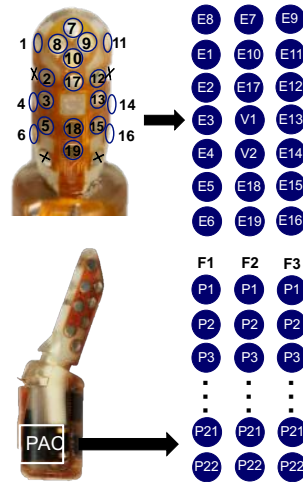 7
1 8 9 11
10
X 2 17 12 X
4 3 13 14
6 5 18 15 16
X 19 X
E8 E7 E9
E1 E10 E11
E2 E17 E12
E3 V1 E13
E4 V2 E14
E5 E18 E15
E6 E19 E16
F1 F2 F3
P1 P1 P1
P2 P2 P2
P3 P3 P3
P21 P21 P21
P22 P22 P22
PAC